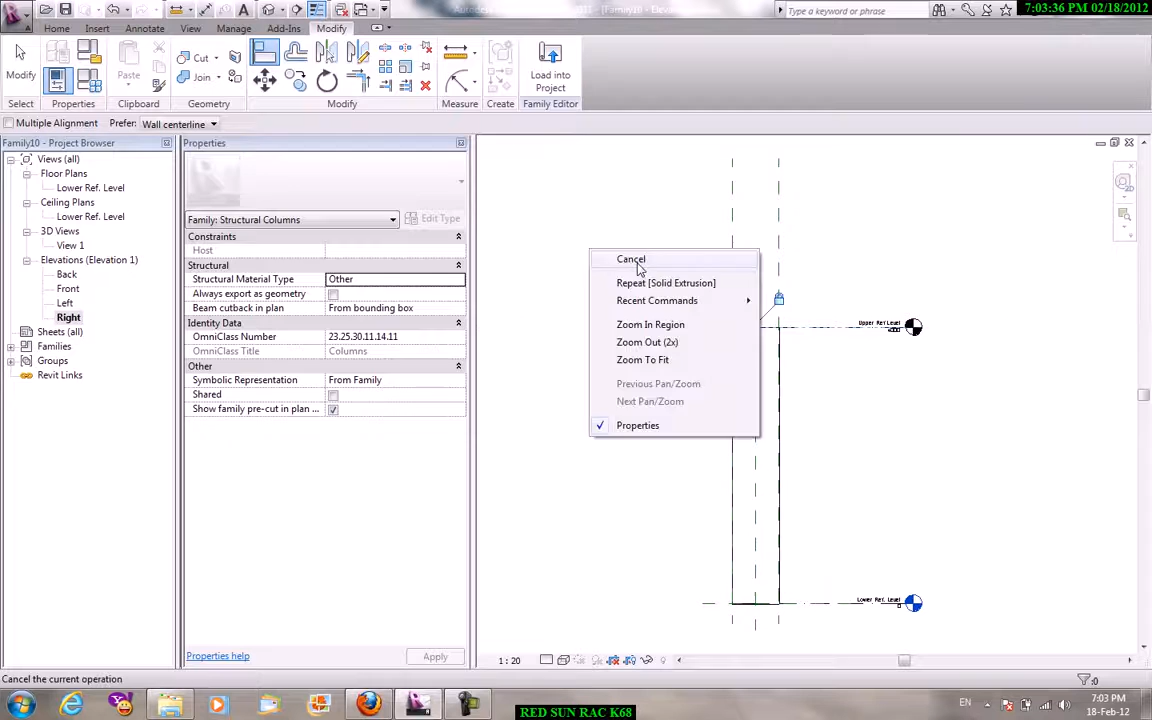 Type a keyword or phrase
7:03:36 PM 02/18/2012
Home
Insert
Annotate
View
Manage
Add-Ins
Modify
Modify
Paste
Cut
Join
Load into
Project
Select
Properties
Clipboard
Geometry
Modify
Measure
Create
Family Editor
Multiple Alignment
Prefer:
Wall centerline
Family10 - Project Browser
Views (all)
Floor Plans
Lower Ref. Level
Ceiling Plans
Lower Ref. Level
3D Views
View 1
Elevations (Elevation 1)
Back
Front
Left
Right
Sheets (all)
Families
Groups
Revit Links
Properties
Family: Structural Columns
Edit Type
Constraints
Host
Structural
Structural Material Type
Other
Always export as geometry
Beam cutback in plan
From bounding box
Identity Data
OmniClass Number
23.25.30.11.14.11
OmniClass Title
Columns
Other
Symbolic Representation
From Family
Shared
Show family pre-cut in plan ...
Properties help
Apply
Cancel
Repeat [Solid Extrusion]
Recent Commands
Zoom In Region
Zoom Out (2x)
Zoom To Fit
Previous Pan/Zoom
Next Pan/Zoom
Properties
Upper Ref Level
Lower Ref. Level
1 : 20
Cancel the current operation
:0
EN
7:03 PM
18-Feb-12
RED SUN RAC K68